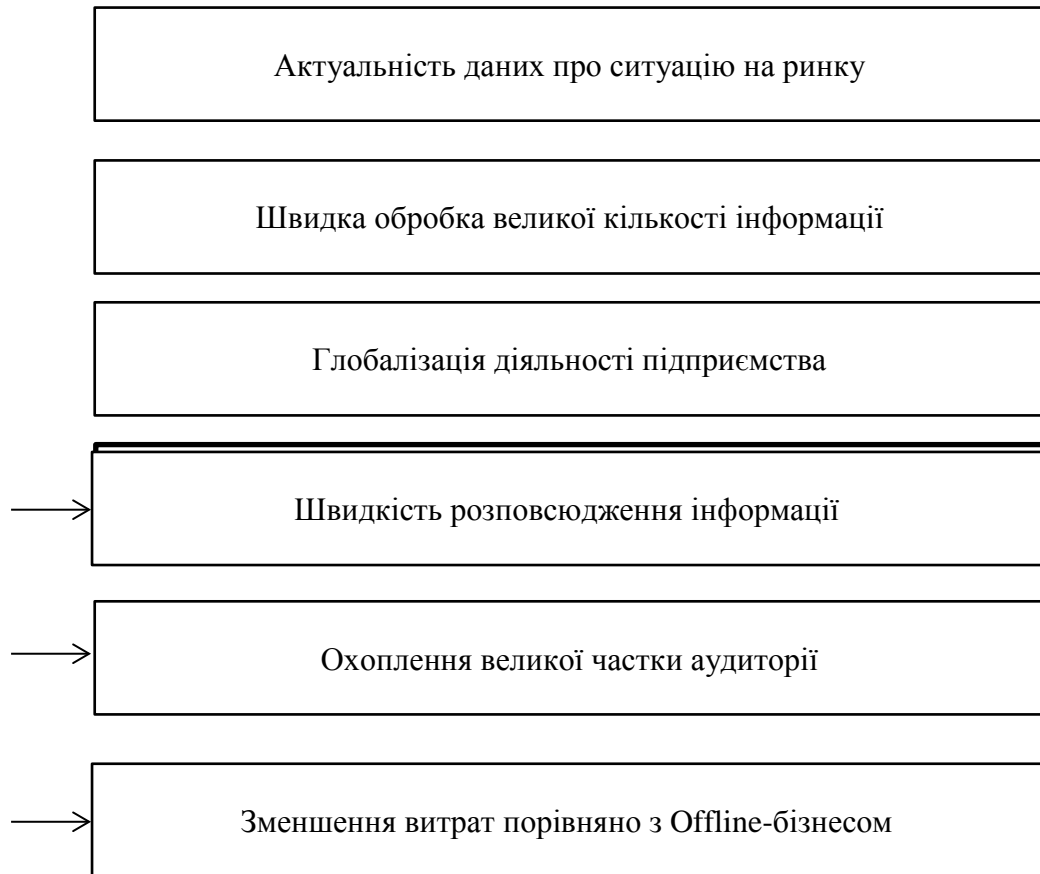 Актуальність даних про ситуацію на ринку
Швидка обробка великої кількості інформації
Глобалізація діяльності підприємства
Швидкість розповсюдження інформації
Охоплення великої частки аудиторії
Зменшення витрат порівняно з Offline-бізнесом